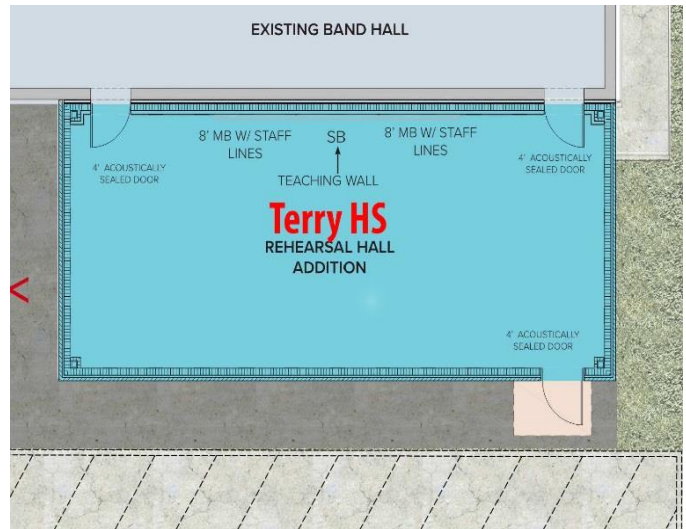 EXISTING BAND HALL
8' MB W/ STAFF
LINES
SB
8' MB W/ STAFF
LINES
4' ACOUSTICALLY
SEALED DOOR
4' ACOUSTICALLY
SEALED DOOR
TEACHING WALL
Terry HS
REHEARSAL HALL
ADDITION
4' ACOUSTICALLY
SEALED DOOR